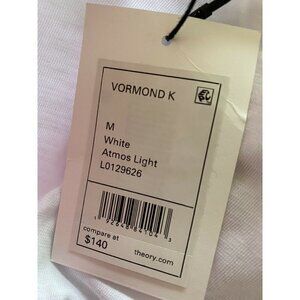 VORMOND K
M
White
Atmos Light
L0129626
compare at
$140
theory.com